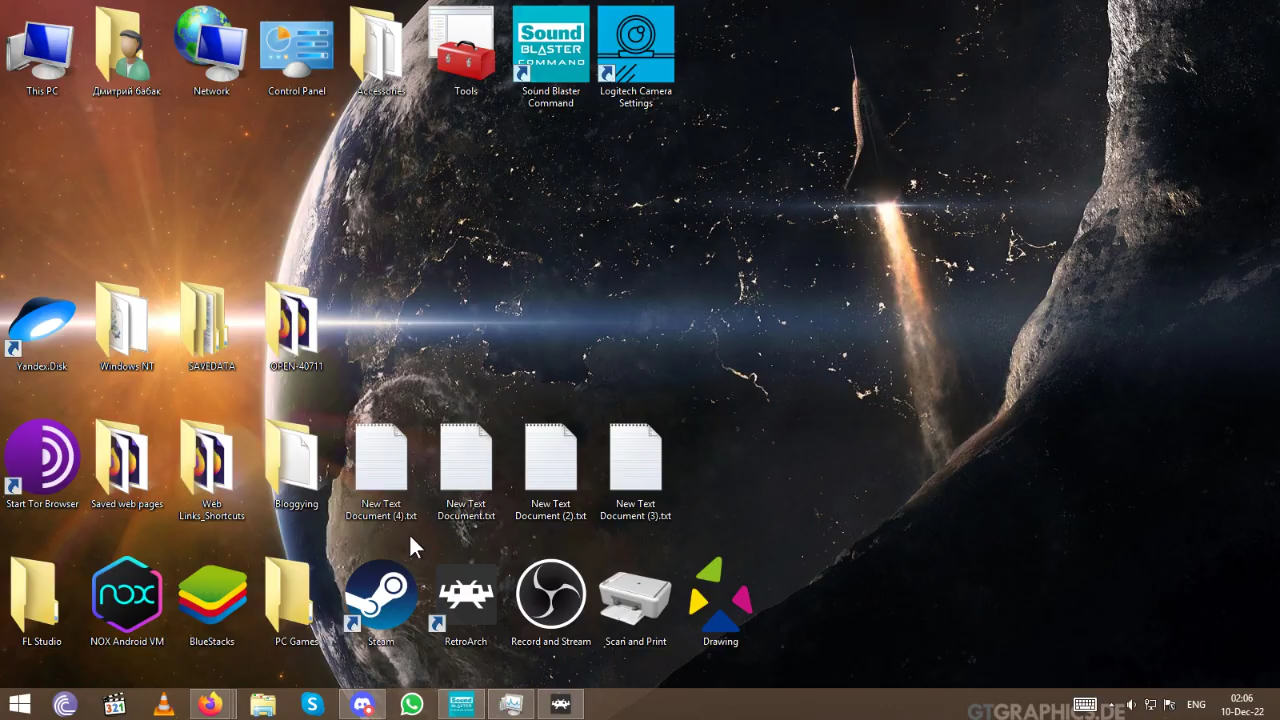 Sound
BLASTER
COMMAND
This PC
Дмитрий бабак
Network
Control Panel
Accessories
Tools
Sound Blaster
Command
Logitech Camera
Settings
Yandex.Disk
Windows NT
SAVEDATA
OPEN-40711
Start Tor Browser
Saved web pages
Web
Links_Shortcuts
Bloggying
New Text
Document (4).txt
New Text
Document.txt
New Text
Document (2).txt
New Text
Document (3).txt
nox
FL Studio
NOX Android VM
BlueStacks
PC Games
Steam
RetroArch
Record and Stream
Scan and Print
Drawing
321
S
Sound
ENG
02:06
10-Dec-22
GTGRAPHICS.DE